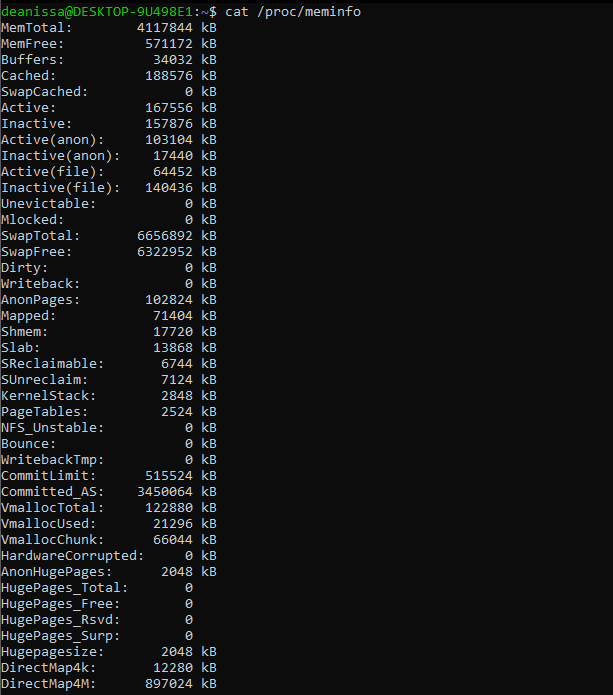 deanissa@DESKTOP-9U498E1:~$ cat /proc/meminfo
MemTotal:        4117844 kB
MemFree:          571172 kB
Buffers:           34032 kB
Cached:           188576 kB
SwapCached:            0 kB
Active:           167556 kB
Inactive:         157876 kB
Active(anon):     103104 kB
Inactive(anon):    17440 kB
Active(file):      64452 kB
Inactive(file):   140436 kB
Unevictable:           0 kB
Mlocked:               0 kB
SwapTotal:       6656892 kB
SwapFree:        6322952 kB
Dirty:                 0 kB
Writeback:             0 kB
AnonPages:        102824 kB
Mapped:            71404 kB
Shmem:             17720 kB
Slab:              13868 kB
SReclaimable:       6744 kB
SUnreclaim:         7124 kB
KernelStack:        2848 kB
PageTables:         2524 kB
NFS_Unstable:          0 kB
Bounce:                0 kB
WritebackTmp:          0 kB
CommitLimit:      515524 kB
Committed_AS:    3450064 kB
VmallocTotal:     122880 kB
VmallocUsed:       21296 kB
VmallocChunk:      66044 kB
HardwareCorrupted:     0 kB
AnonHugePages:      2048 kB
HugePages_Total:       0
HugePages_Free:        0
HugePages_Rsvd:        0
HugePages_Surp:        0
Hugepagesize:       2048 kB
DirectMap4k:       12280 kB
DirectMap4M:      897024 kB